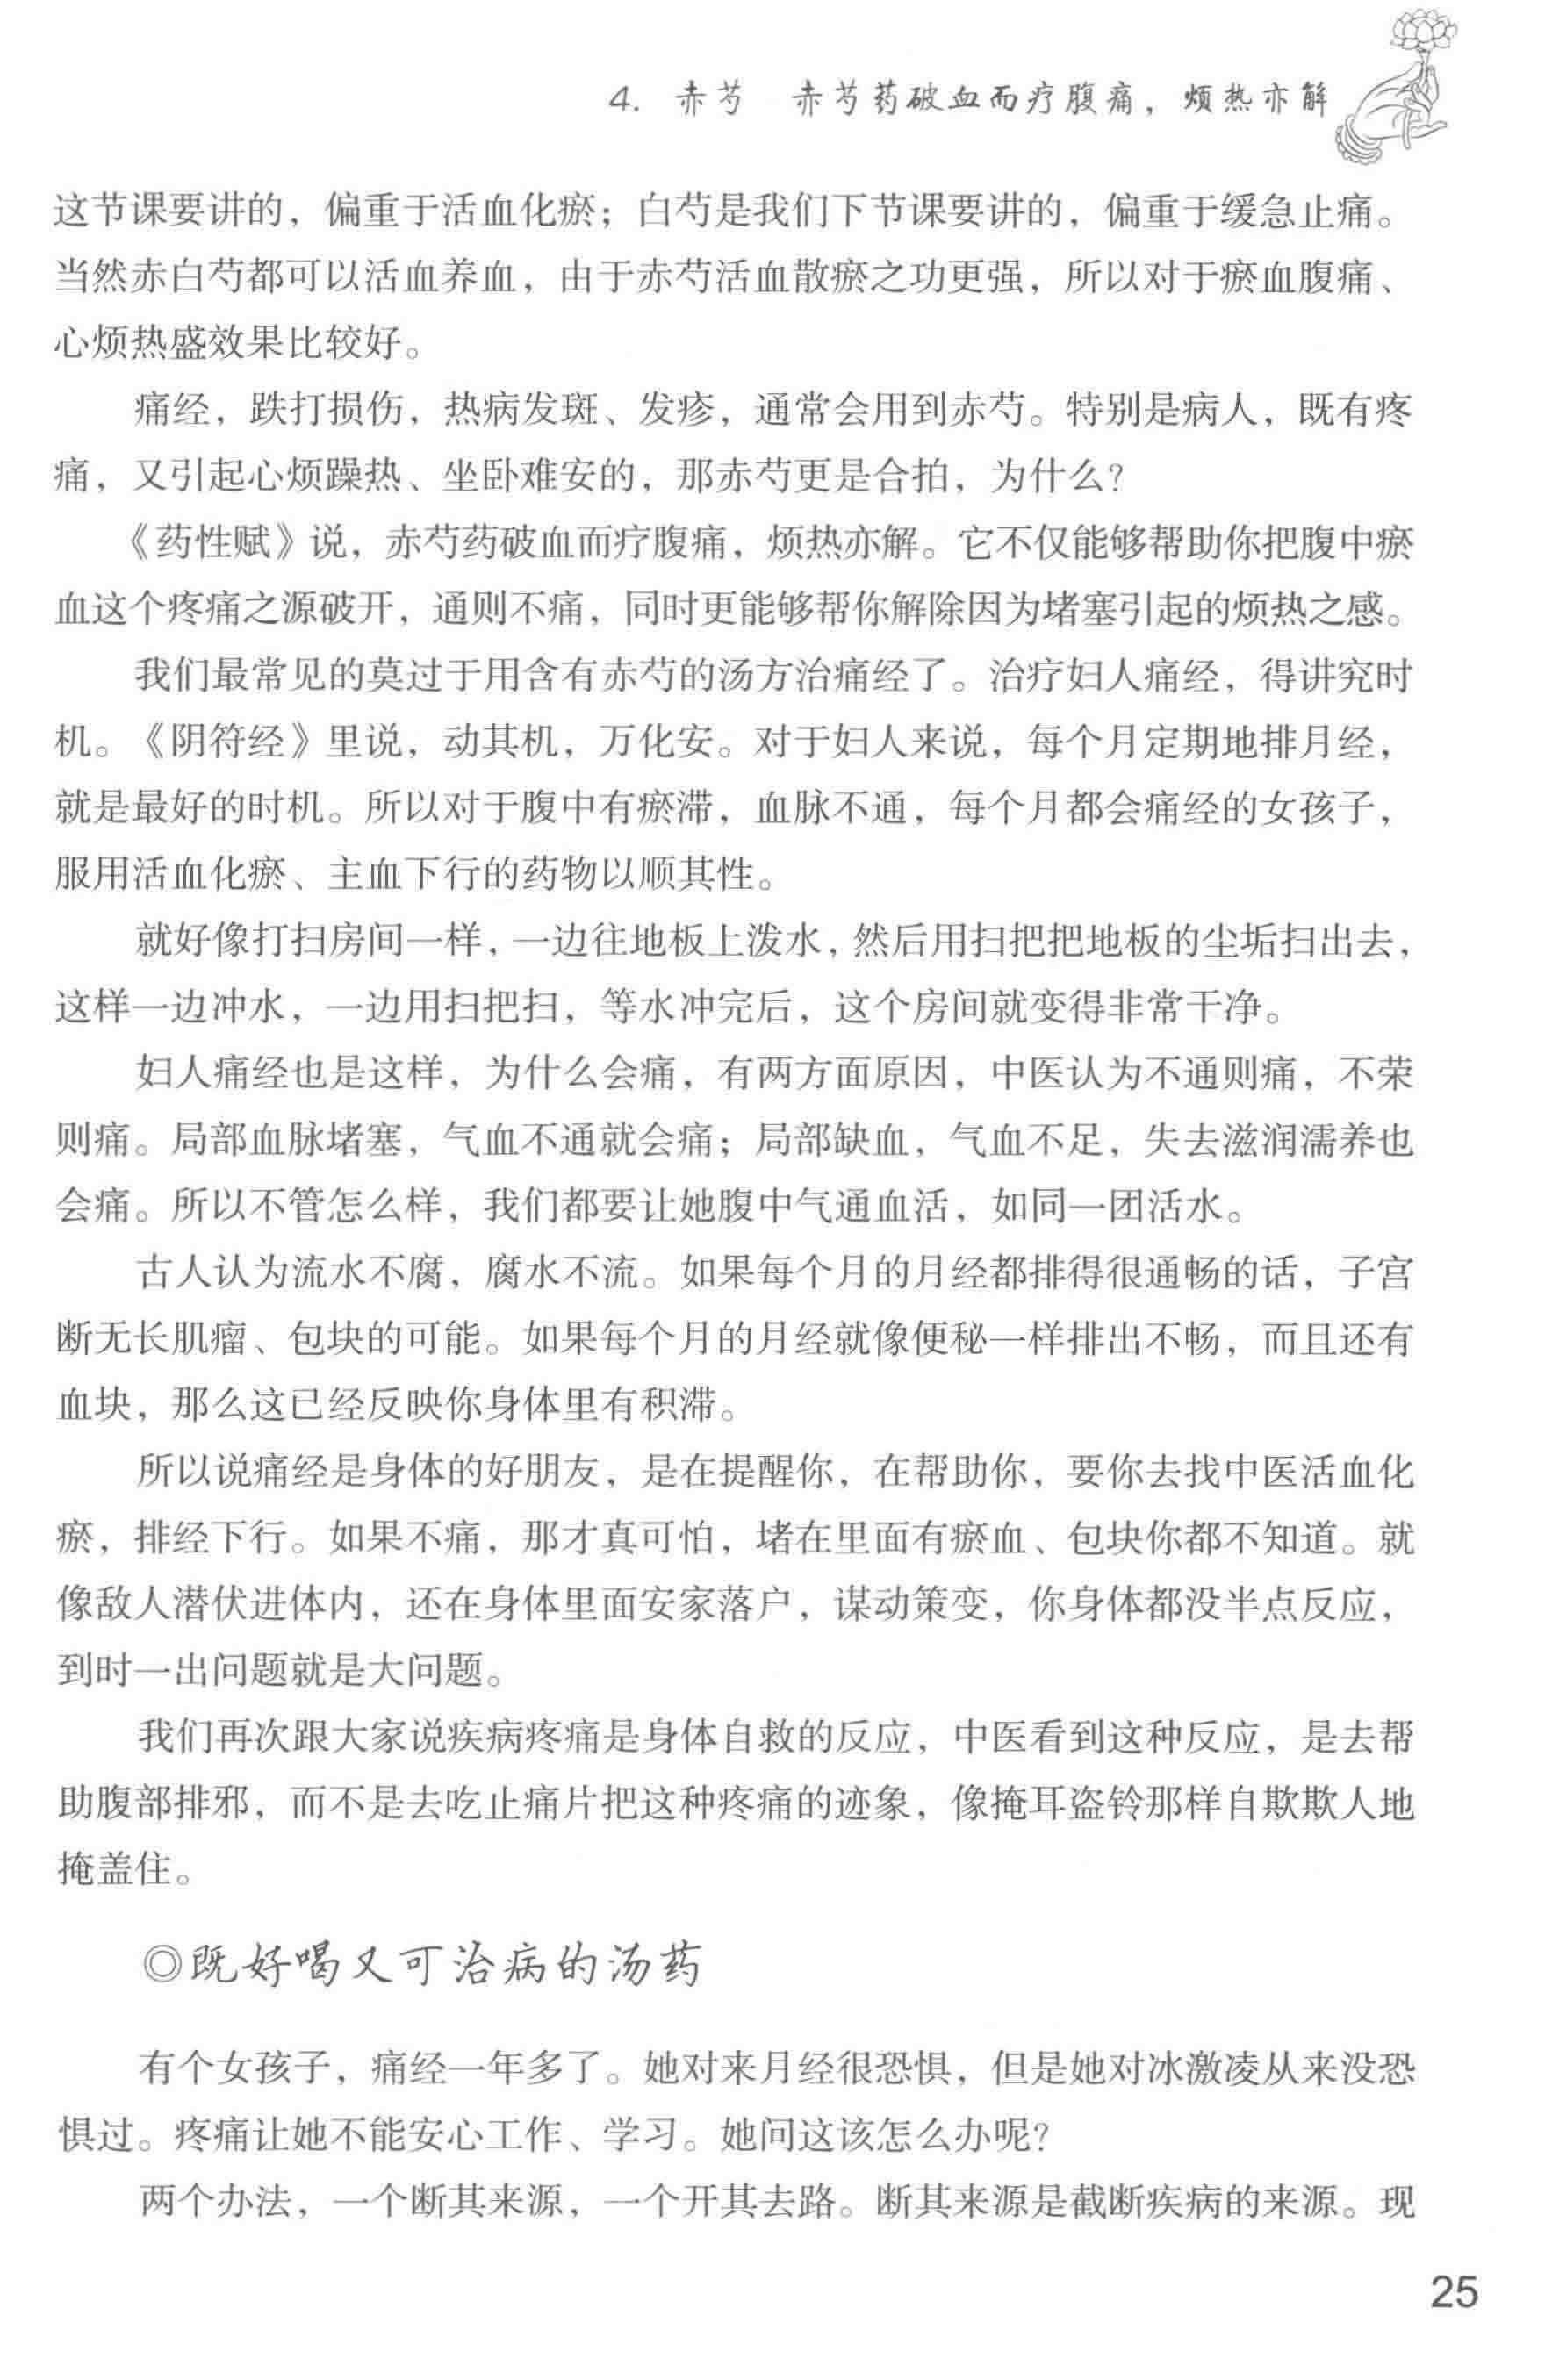 4. 赤芍 赤芍药破血而疗腹痛，烦热亦解
这节课要讲的，偏重于活血化瘀；白芍是我们下节课要讲的，偏重于缓急止痛。
当然赤白芍都可以活血养血，由于赤芍活血散瘀之功更强，所以对于瘀血腹痛、
心烦热盛效果比较好。
痛经，跌打损伤，热病发斑、发疹，通常会用到赤芍。特别是病人，既有疼
痛，又引起心烦躁热、坐卧难安的，那赤芍更是合拍，为什么？
《药性赋》说，赤芍药破血而疗腹痛，烦热亦解。它不仅能够帮助你把腹中瘀
血这个疼痛之源破开，通则不痛，同时更能够帮你解除因为堵塞引起的烦热之感。
我们最常见的莫过于用含有赤芍的汤方治痛经了。治疗妇人痛经，得讲究时
机。《阴符经》里说，动其机，万化安。对于妇人来说，每个月定期地排月经，
就是最好的时机。所以对于腹中有瘀滞，血脉不通，每个月都会痛经的女孩子，
服用活血化瘀、主血下行的药物以顺其性。
就好像打扫房间一样，一边往地板上泼水，然后用扫把把地板的尘垢扫出去，
这样一边冲水，一边用扫把扫，等水冲完后，这个房间就变得非常干净。
妇人痛经也是这样，为什么会痛，有两方面原因，中医认为不通则痛，不荣
则痛。局部血脉堵塞，气血不通就会痛；局部缺血，气血不足，失去滋润濡养也
会痛。所以不管怎么样，我们都要让她腹中气通血活，如同一团活水。
古人认为流水不腐，腐水不流。如果每个月的月经都排得很通畅的话，子宫
断无长肌瘤、包块的可能。如果每个月的月经就像便秘一样排出不畅，而且还有
血块，那么这已经反映你身体里有积滞。
所以说痛经是身体的好朋友，是在提醒你，在帮助你，要你去找中医活血化
瘀，排经下行。如果不痛，那才真可怕，堵在里面有瘀血、包块你都不知道。就
像敌人潜伏进体内，还在身体里面安家落户，谋动策变，你身体都没半点反应，
到时一出问题就是大问题。
我们再次跟大家说疾病疼痛是身体自救的反应，中医看到这种反应，是去帮
助腹部排邪，而不是去吃止痛片把这种疼痛的迹象，像掩耳盗铃那样自欺欺人地
掩盖住。
◎既好喝又可治病的汤药
有个女孩子，痛经一年多了。她对来月经很恐惧，但是她对冰激凌从来没恐
惧过。疼痛让她不能安心工作、学习。她问这该怎么办呢？
两个办法，一个断其来源，一个开其去路。断其来源是截断疾病的来源。现
25